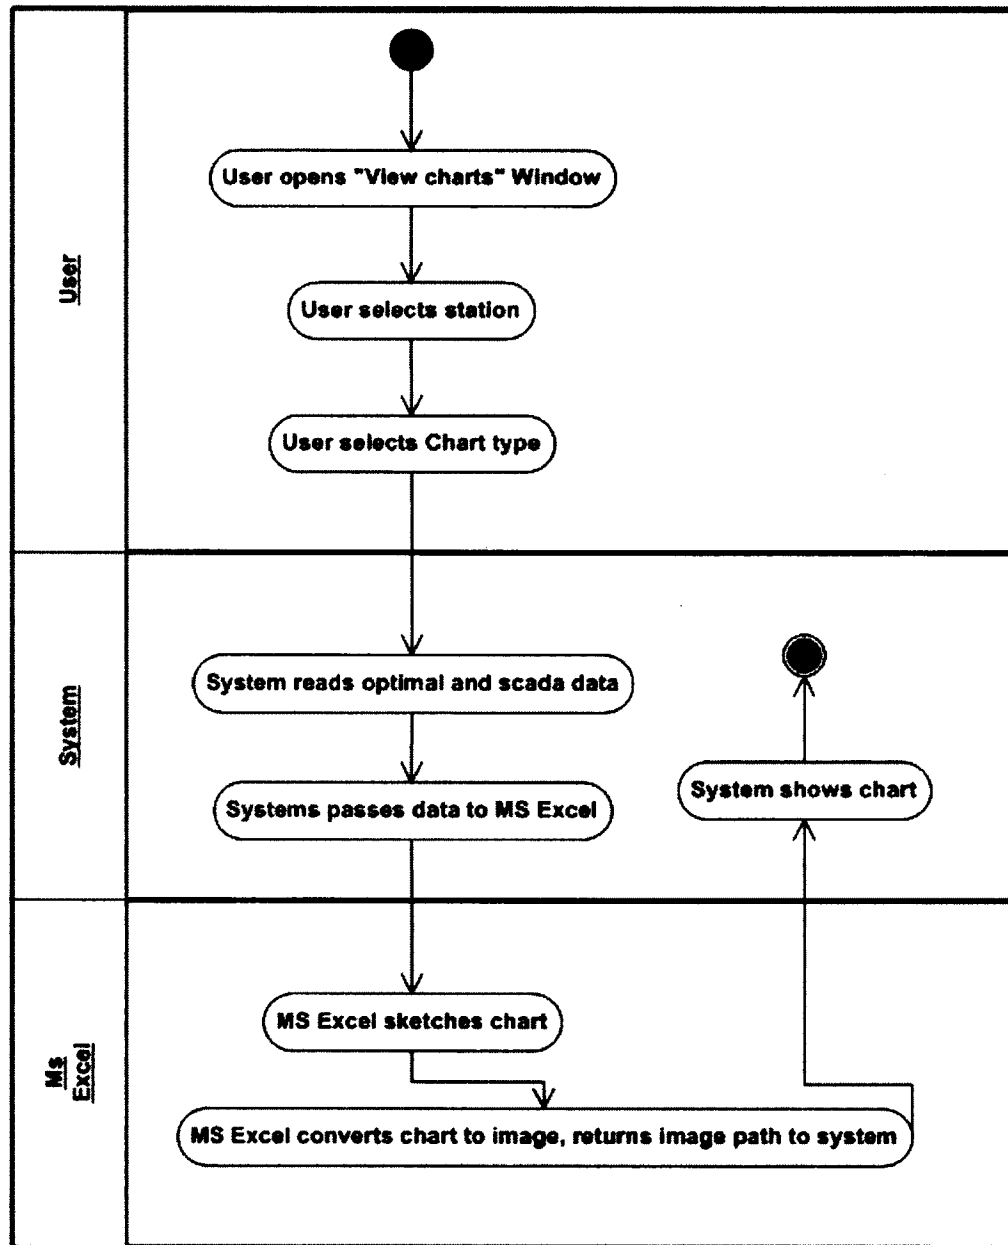 User
User opens "View charts" Window
User selects station
User selects Chart type
System
System reads optimal and scada data
Systems passes data to MS Excel
System shows chart
Ms
Excel
MS Excel sketches chart
MS Excel converts chart to image, returns image path to system